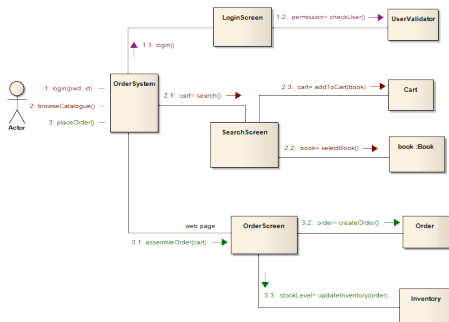 LoginScreen
1.2: permission= checkUser()
UserValidator
1.1: login()
OrderSystem
1: login(pwd, id)
2: browseCatalogue()
3: placeOrder()
Actor
2.1: cart= search()
2.3: cart= addToCart(book)
Cart
SearchScreen
2.2: book= selectBook()
book :Book
web page
OrderScreen
3.1: assembleOrder(cart)
3.2: order= createOrder()
Order
3.3: stockLevel= updateInventory(order)
Inventory